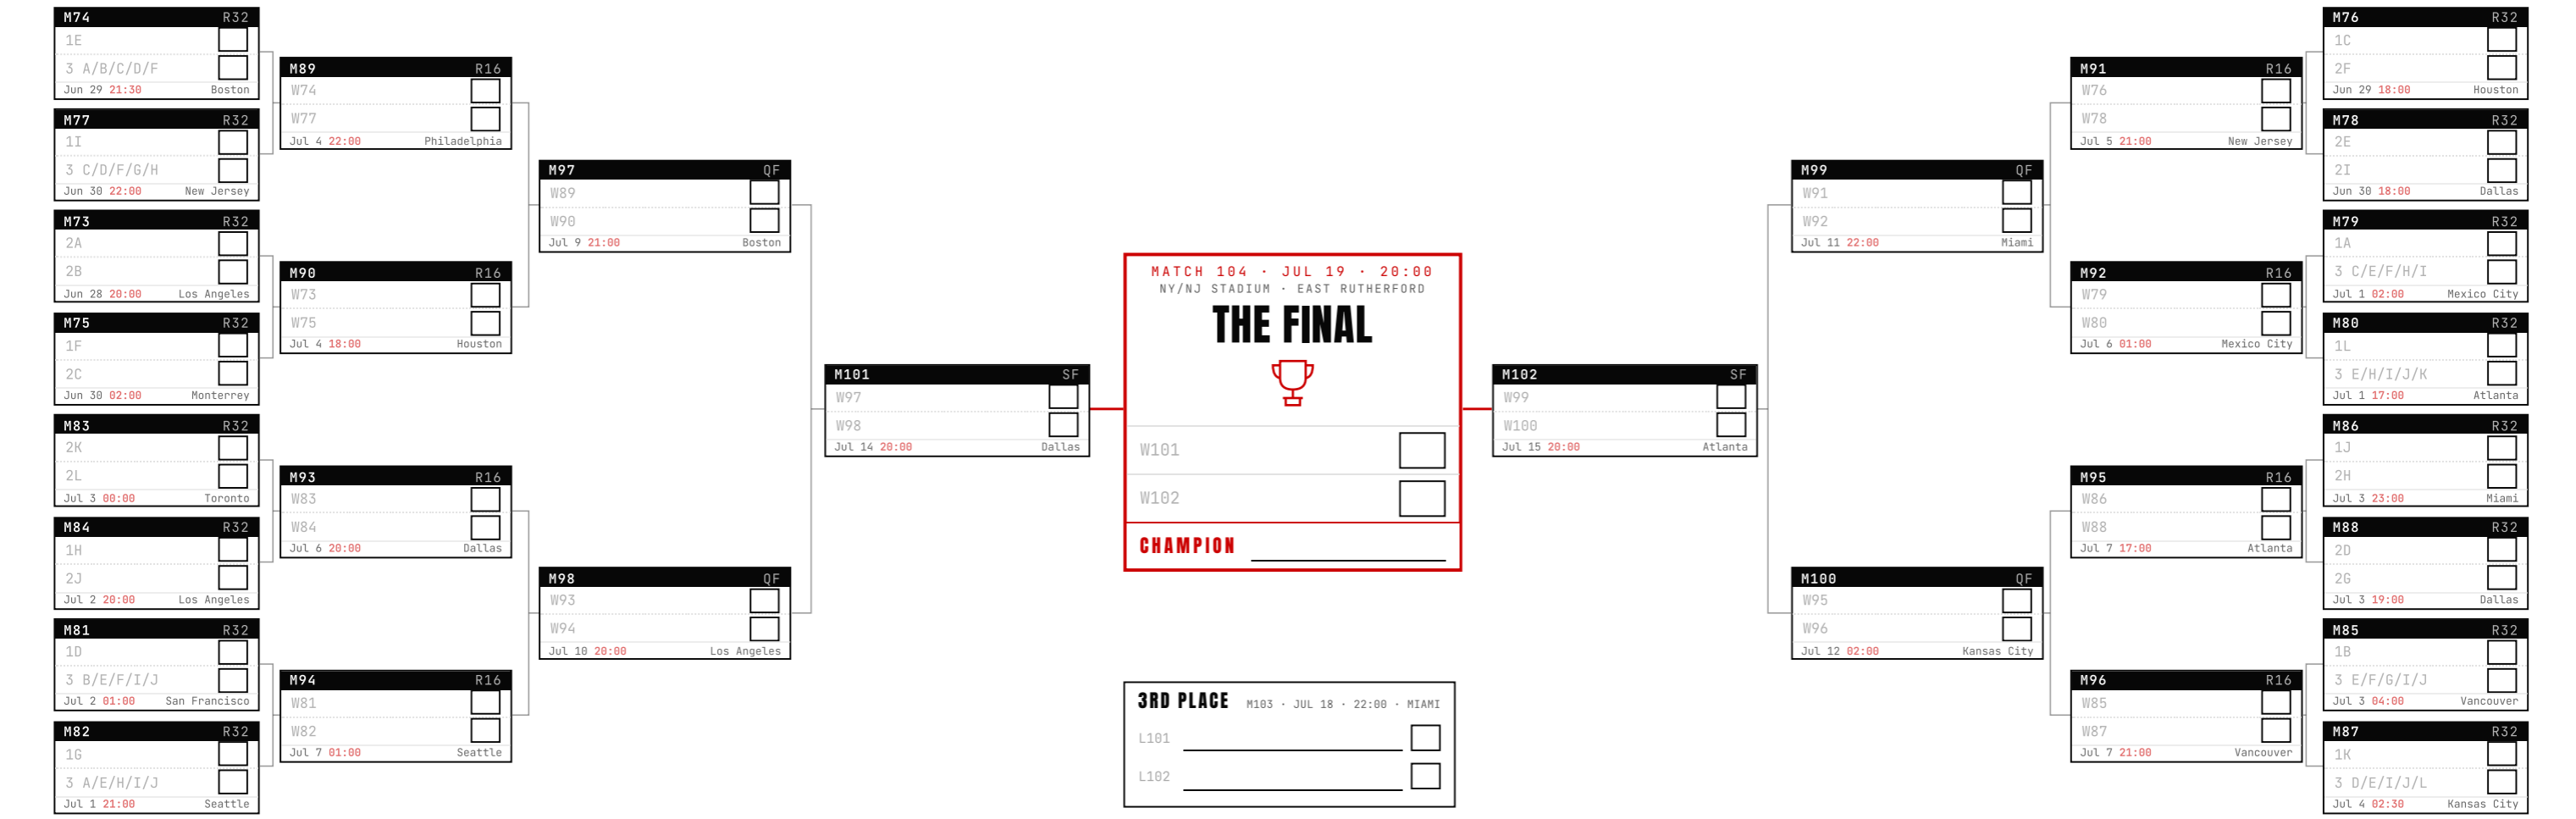 M74 R32
1E
3 A/B/C/D/F
Jun 29 21:30 Boston
M77 R32
1I
3 C/D/F/G/H
Jun 30 22:00 New Jersey
M73 R32
2A
2B
Jun 28 20:00 Los Angeles
M75 R32
1F
2C
Jun 30 02:00 Monterrey
M83 R32
2K
2L
Jul 3 00:00 Toronto
M84 R32
1H
2J
Jul 2 20:00 Los Angeles
M81 R32
1D
3 B/E/F/I/J
Jul 2 01:00 San Francisco
M82 R32
1G
3 A/E/H/I/J
Jul 1 21:00 Seattle
M89 R16
W74
W77
Jul 4 22:00 Philadelphia
M90 R16
W73
W75
Jul 4 18:00 Houston
M93 R16
W83
W84
Jul 6 20:00 Dallas
M94 R16
W81
W82
Jul 7 01:00 Seattle
M97 QF
W89
W90
Jul 9 21:00 Boston
M98 QF
W93
W94
Jul 10 20:00 Los Angeles
M101 SF
W97
W98
Jul 14 20:00 Dallas
MATCH 104 · JUL 19 · 20:00
NY/NJ STADIUM · EAST RUTHERFORD
THE FINAL
W101
W102
CHAMPION
3RD PLACE M103 · JUL 18 · 22:00 · MIAMI
L101
L102
M102 SF
W99
W100
Jul 15 20:00 Atlanta
M99 QF
W91
W92
Jul 11 22:00 Miami
M100 QF
W95
W96
Jul 12 02:00 Kansas City
M91 R16
W76
W78
Jul 5 21:00 New Jersey
M92 R16
W79
W80
Jul 6 01:00 Mexico City
M95 R16
W86
W88
Jul 7 17:00 Atlanta
M96 R16
W85
W87
Jul 7 21:00 Vancouver
M76 R32
1C
2F
Jun 29 18:00 Houston
M78 R32
2E
2I
Jun 30 18:00 Dallas
M79 R32
1A
3 C/E/F/H/I
Jul 1 02:00 Mexico City
M80 R32
1L
3 E/H/I/J/K
Jul 1 17:00 Atlanta
M86 R32
1J
2H
Jul 3 23:00 Miami
M88 R32
2D
2G
Jul 3 19:00 Dallas
M85 R32
1B
3 E/F/G/I/J
Jul 3 04:00 Vancouver
M87 R32
1K
3 D/E/I/J/L
Jul 4 02:30 Kansas City